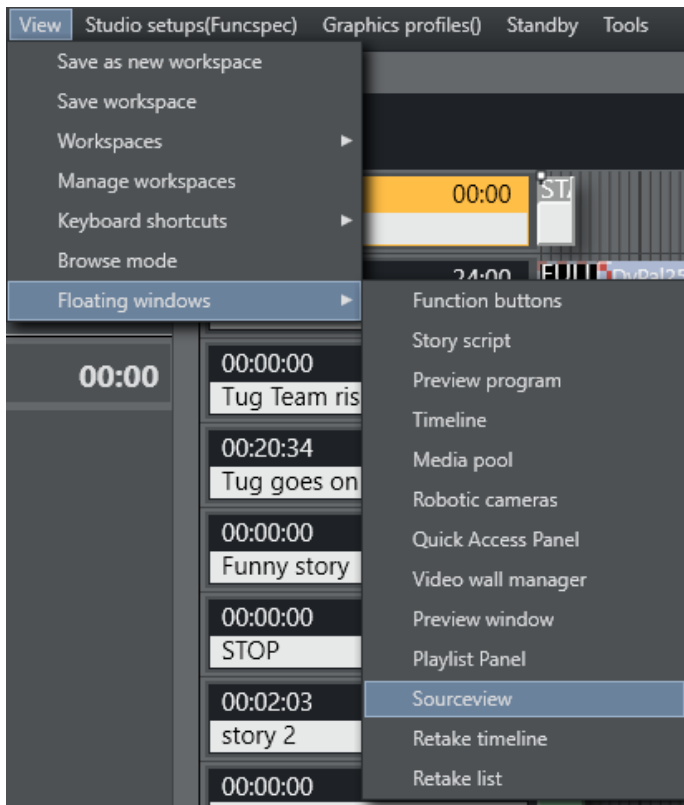 View Studio setups(Funcspec) Graphics profiles() Standby Tools
Save as new workspace
Save workspace
Workspaces
Manage workspaces
Keyboard shortcuts
Browse mode
Floating windows
Function buttons
Story script
Preview program
Timeline
Media pool
Robotic cameras
Quick Access Panel
Video wall manager
Preview window
Playlist Panel
Sourceview
Retake timeline
Retake list
00:00
24:00
FULL
DvPal25
00:00
00:00:00
Tug Team ris
00:20:34
Tug goes on
00:00:00
Funny story
00:00:00
STOP
00:02:03
story 2
00:00:00